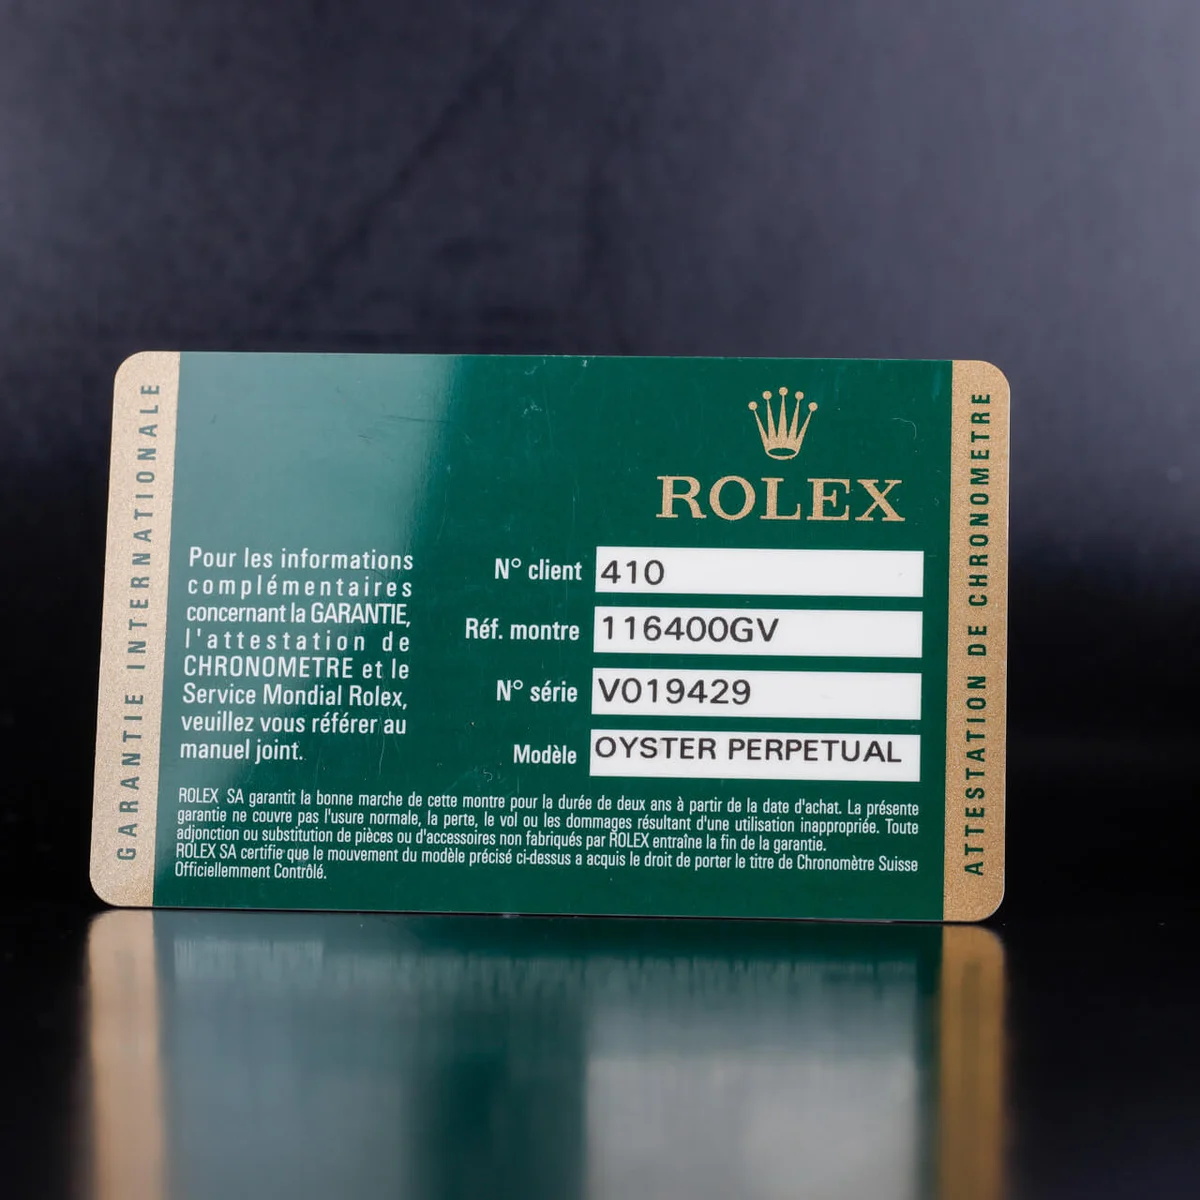 GARANTIE INTERNATIONALE
ROLEX
Pour les informations
complémentaires
concernant la GARANTIE,
l'attestation de
CHRONOMETRE et le
Service Mondial Rolex,
veuillez vous référer au
manuel joint.
N° client 410
Réf. montre 116400GV
N° série V019429
Modèle OYSTER PERPETUAL
ROLEX SA garantit la bonne marche de cette montre pour la durée de deux ans à partir de la date d'achat. La présente
garantie ne couvre pas l'usure normale, la perte, le vol ou les dommages résultant d'une utilisation inappropriée. Toute
adjonction ou substitution de pièces ou d'accessoires non fabriqués par ROLEX entraîne la fin de la garantie.
ROLEX SA certifie que le mouvement du modèle précisé ci-dessus a acquis le droit de porter le titre de Chronomètre Suisse
Officiellemment Contrôlé.
ATTESTATION DE CHRONOMETRE